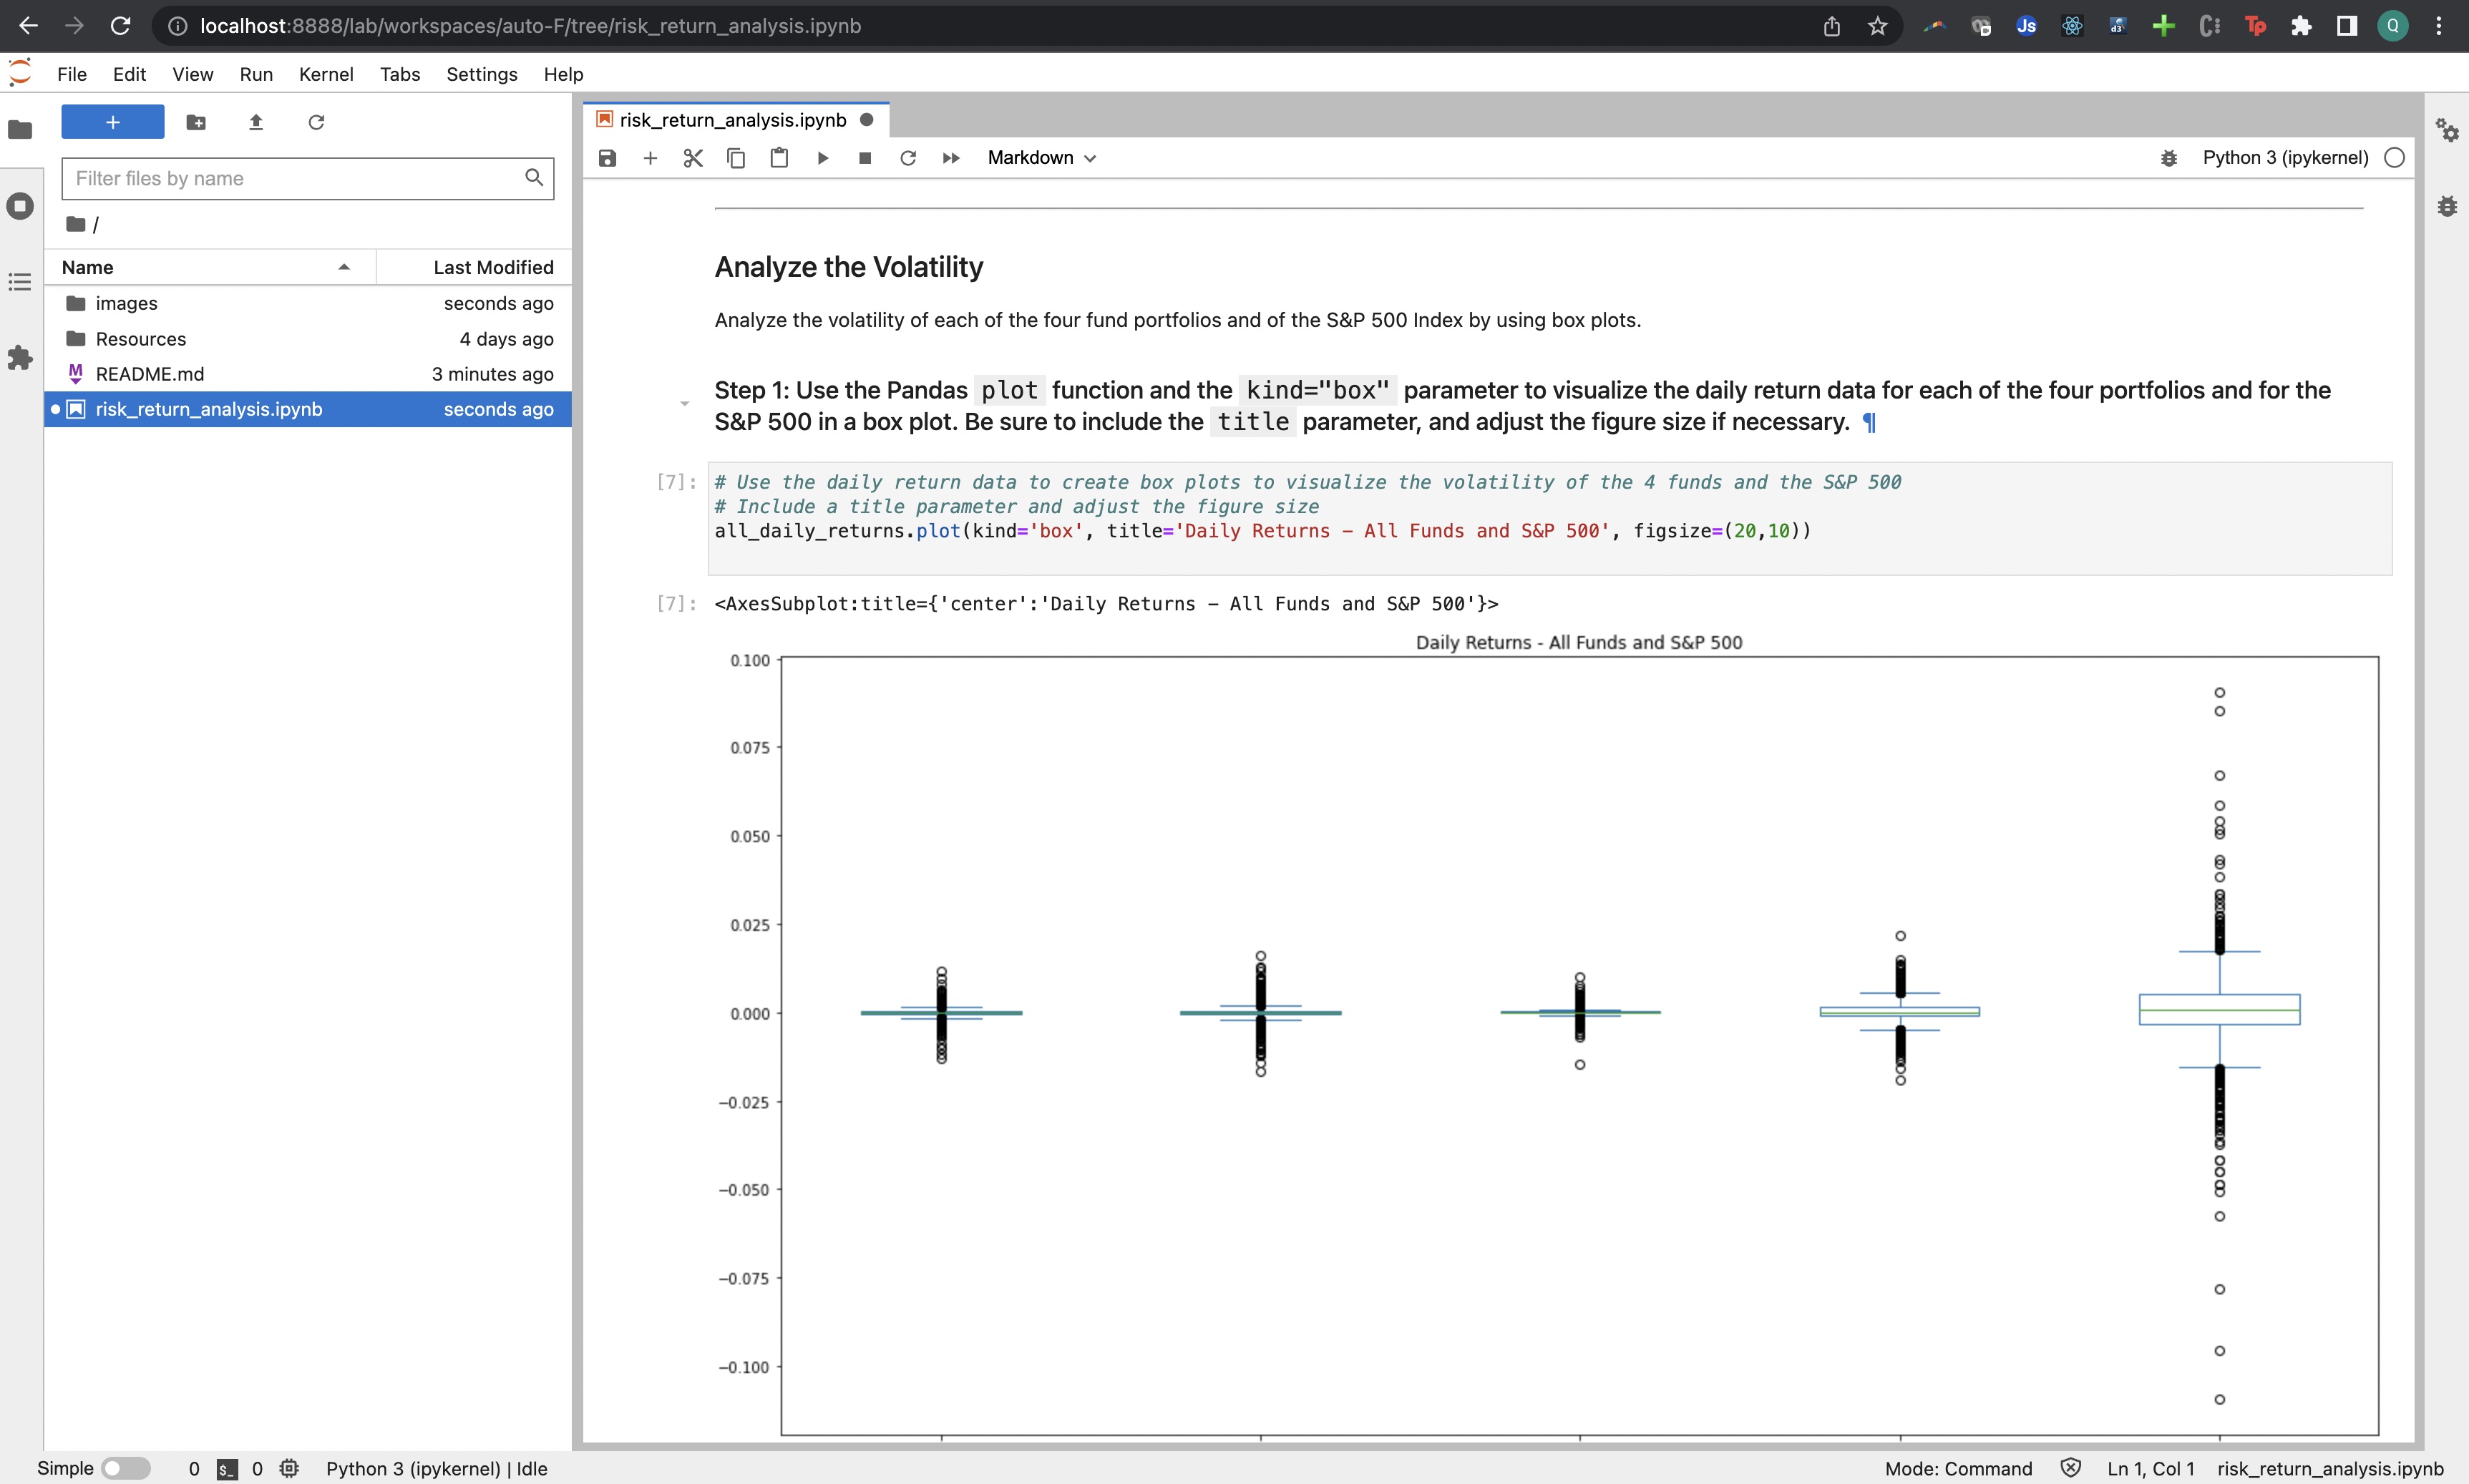 localhost:8888/lab/workspaces/auto-F/tree/risk_return_analysis.ipynb
Js
d3
Tp
Q
File Edit View Run Kernel Tabs Settings Help
+
Filter files by name
/
Name Last Modified
images seconds ago
Resources 4 days ago
README.md 3 minutes ago
risk_return_analysis.ipynb seconds ago
risk_return_analysis.ipynb
Markdown
Python 3 (ipykernel)
Analyze the Volatility
Analyze the volatility of each of the four fund portfolios and of the S&P 500 Index by using box plots.
Step 1: Use the Pandas plot function and the kind="box" parameter to visualize the daily return data for each of the four portfolios and for the
S&P 500 in a box plot. Be sure to include the title parameter, and adjust the figure size if necessary. ¶
[7]: # Use the daily return data to create box plots to visualize the volatility of the 4 funds and the S&P 500
# Include a title parameter and adjust the figure size
all_daily_returns.plot(kind='box', title='Daily Returns - All Funds and S&P 500', figsize=(20,10))
[7]: <AxesSubplot:title={'center':'Daily Returns - All Funds and S&P 500'}>
Daily Returns - All Funds and S&P 500
0.100
0.075
0.050
0.025
0.000
−0.025
−0.050
−0.075
−0.100
Simple 0 $_ 0 Python 3 (ipykernel) | Idle
Mode: Command Ln 1, Col 1 risk_return_analysis.ipynb